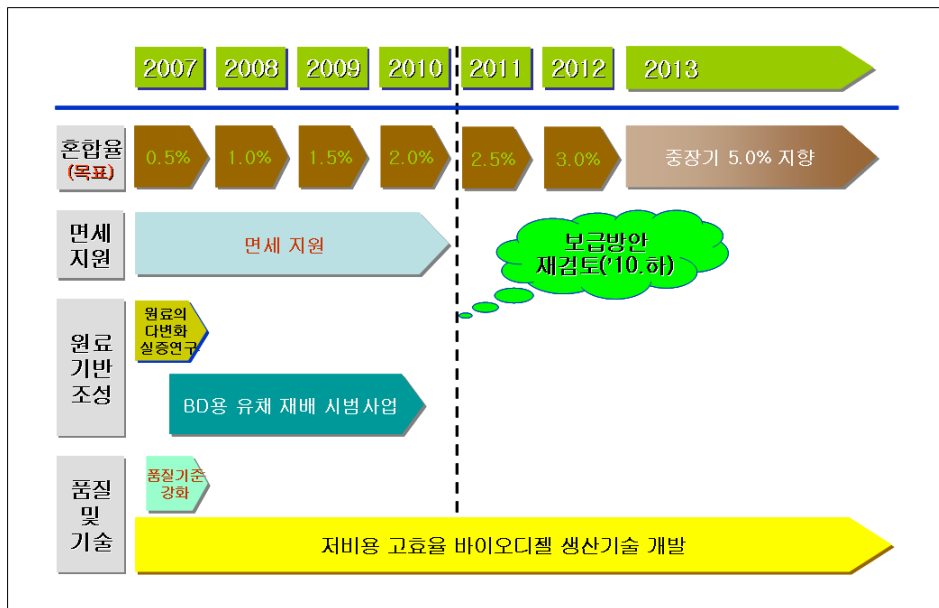 2007 2008 2009 2010 2011 2012 2013
혼합율
(목표)
0.5% 1.0% 1.5% 2.0% 2.5% 3.0% 중장기 5.0% 지향
면세
지원
면세 지원
보급방안
재검토('10.하)
원료
기반
조성
원료의
다변화
실증연구
BD용 유채 재배 시범사업
품질
및
기술
품질기준
강화
저비용 고효율 바이오디젤 생산기술 개발